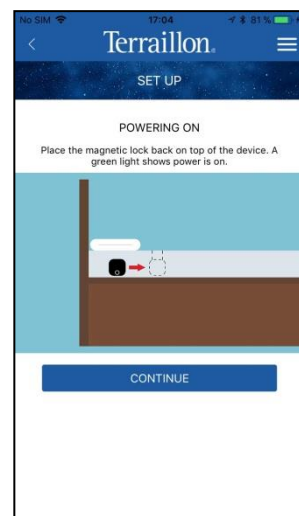 No SIM 17:04 81 %
Terraillon.
SET UP
POWERING ON
Place the magnetic lock back on top of the device. A
green light shows power is on.
CONTINUE